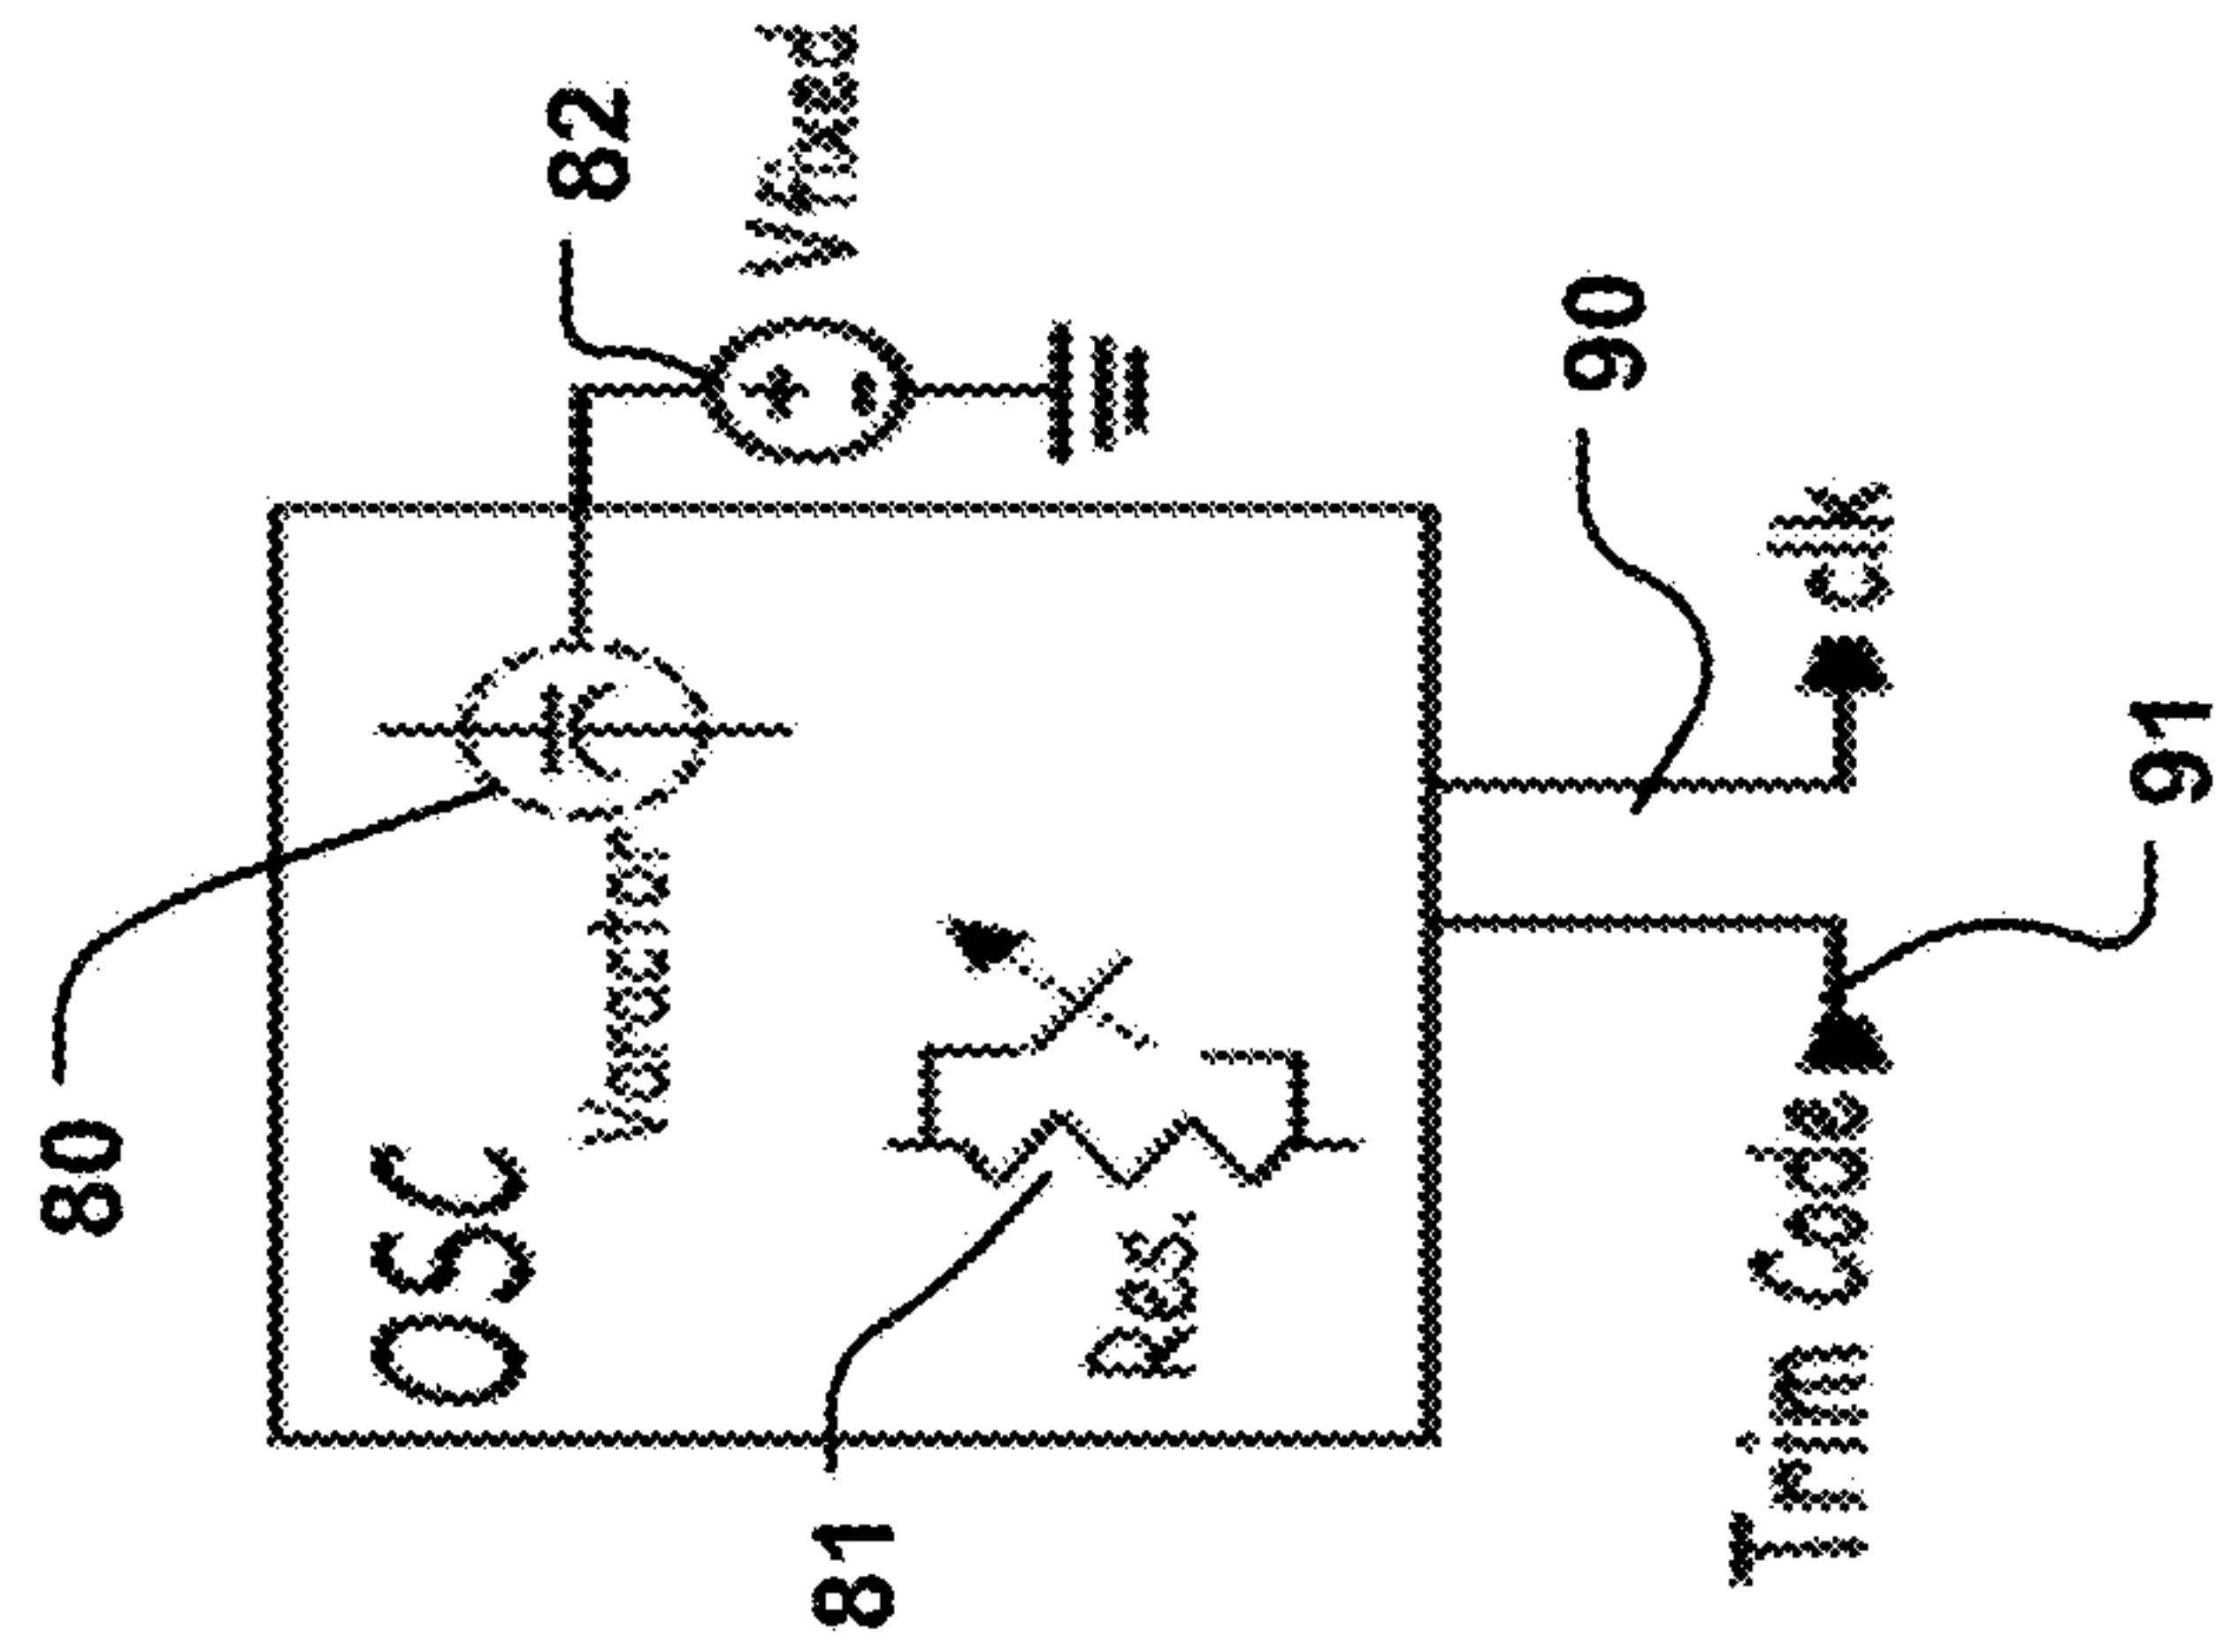 80
OSC
82
Varactor
Vfixed
81
Res.
90
Trim Code
clk
91